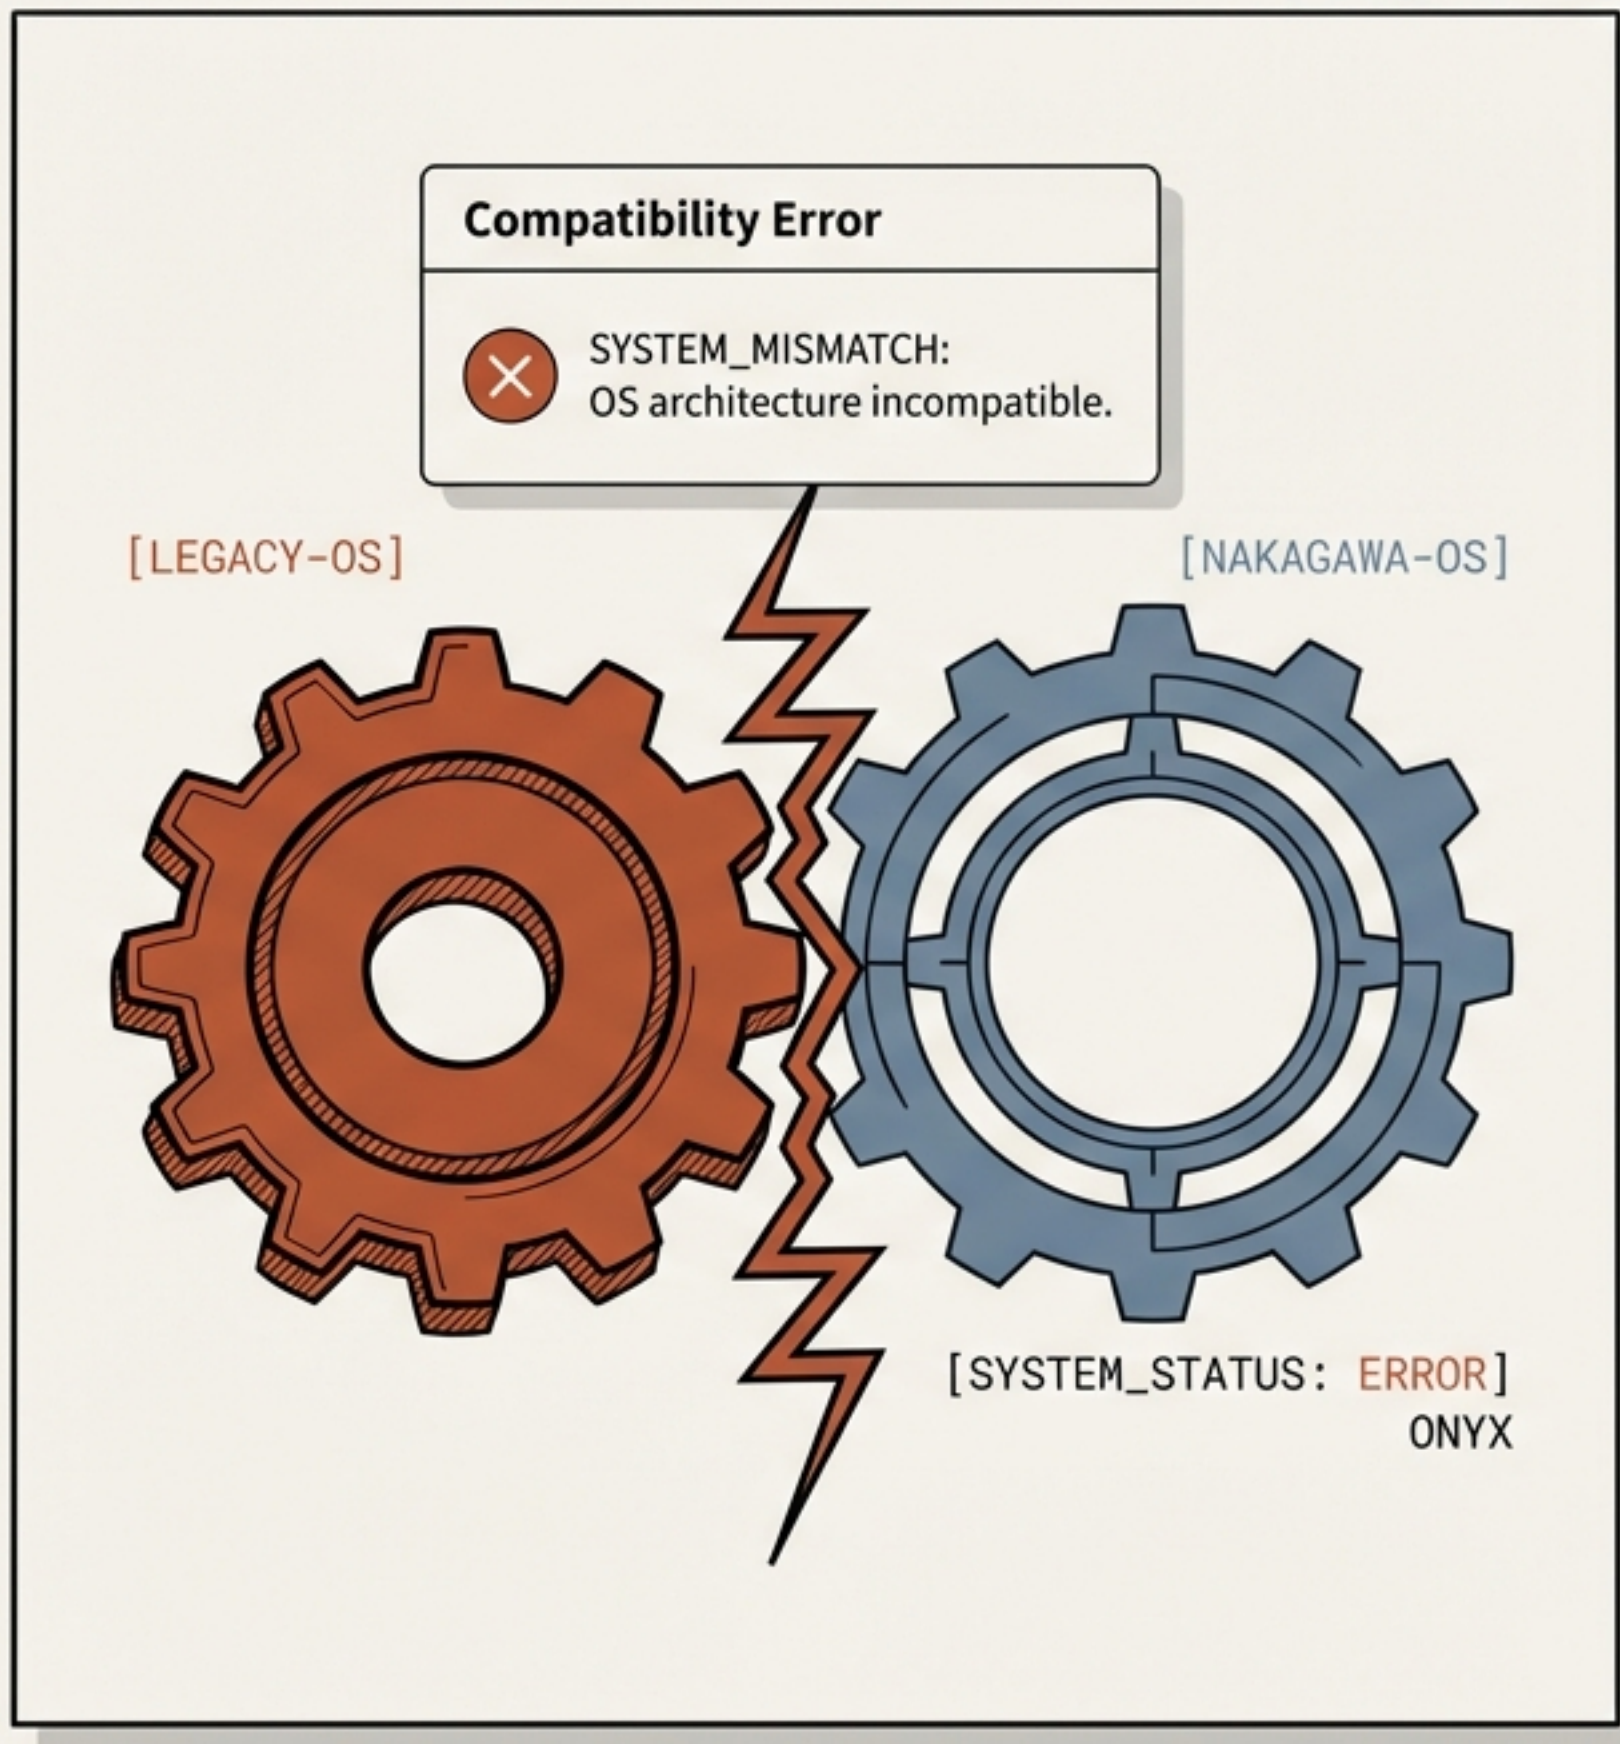 Compatibility Error
SYSTEM_MISMATCH:
OS architecture incompatible.
[LEGACY-OS]
[NAKAGAWA-OS]
[SYSTEM_STATUS: ERROR]
ONYX